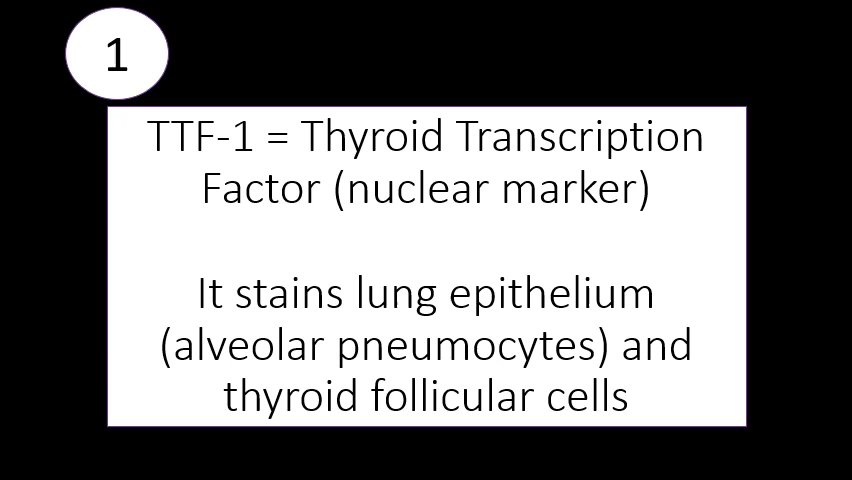 1
TTF-1 = Thyroid Transcription
Factor (nuclear marker)
It stains lung epithelium
(alveolar pneumocytes) and
thyroid follicular cells